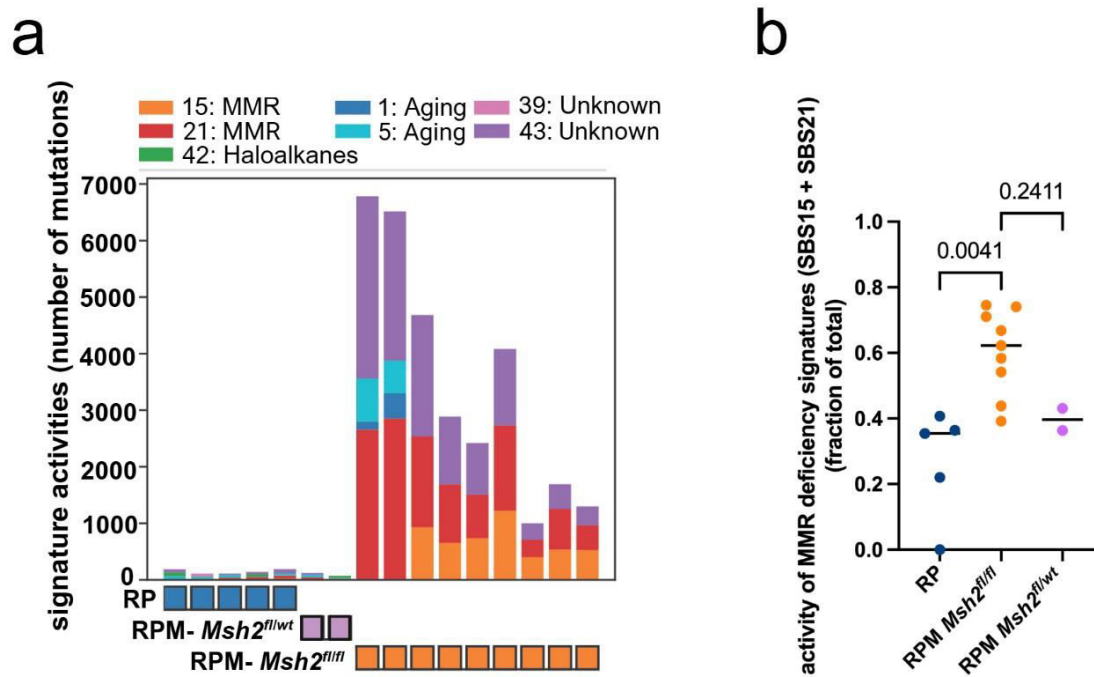 a
b
15: MMR
1: Aging
39: Unknown
21: MMR
5: Aging
43: Unknown
42: Haloalkanes
signature activities (number of mutations)
7000
6000
5000
4000
3000
2000
1000
0
RP
RPM- Msh2fl/wt
RPM- Msh2fl/fl
activity of MMR deficiency signatures (SBS15 + SBS21)
(fraction of total)
1.0
0.8
0.6
0.4
0.2
0.0
0.2411
0.0041
RP
RPM Msh2fl/fl
RPM Msh2fl/wt